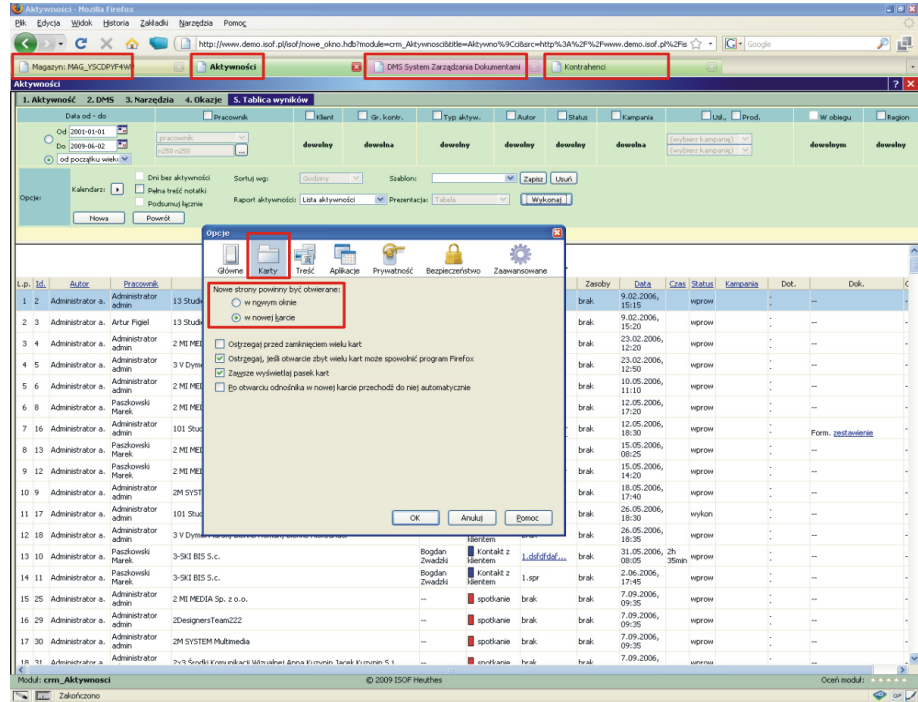 Aktywności - Mozilla Firefox
Plik Edycja Widok Historia Zakładki Narzędzia Pomoc
http://www.demo.isof.pl/isof/nowe_okno.hdb?module=crm_Aktywnosci&title=Aktywno%9Cci&src=http%3A%2F%2Fwww.demo.isof.pl%2Fis
Google
Magazyn: MAG_YSCDPYF4W
Aktywności
DMS System Zarządzania Dokumentami
Kontrahenci
Aktywności
? X
1. Aktywność 2. DMS 3. Narzędzia 4. Okazje 5. Tablica wyników
Data od - do Pracownik Klient Gr. kontr. Typ aktyw. Autor Status Kampania Usł., Prod. W obiegu Region
Od 2001-01-01
Do 2009-06-02
od początku wieku
pracownik
n250 n250 ...
dowolny dowolna dowolny dowolny dowolny dowolna
(wybierz kampanię)
(wybierz kampanię)
dowolnym dowolny
Opcje:
Kalendarz:
Dni bez aktywności
Pełna treść notatki
Podsumuj łącznie
Sortuj wg: Godziny Szablon: Zapisz Usuń
Raport aktywności: Lista aktywności Prezentacja: Tabela Wykonaj
Nowa Powrót
Opcje
Główne Karty Treść Aplikacje Prywatność Bezpieczeństwo Zaawansowane
Nowe strony powinny być otwierane:
w nowym oknie
w nowej karcie
Ostrzegaj przed zamknięciem wielu kart
Ostrzegaj, jeśli otwarcie zbyt wielu kart może spowolnić program Firefox
Zawsze wyświetlaj pasek kart
Po otwarciu odnośnika w nowej karcie przechodź do niej automatycznie
OK Anuluj Pomoc
L.p. Id. Autor Pracownik Zasoby Data Czas Status Kampania Dot. Dok.
1 2 Administrator a. Administrator admin 13 Studi brak 9.02.2006, 15:15 wprow : --
2 3 Administrator a. Artur Figiel 13 Studi brak 9.02.2006, 15:20 wprow : --
3 4 Administrator a. Administrator admin 2 MI MED brak 23.02.2006, 12:20 wprow : --
4 5 Administrator a. Administrator admin 3 V Dym brak 23.02.2006, 12:50 wprow : --
5 6 Administrator a. Administrator admin 2 MI MED brak 10.05.2006, 11:10 wprow : --
6 8 Administrator a. Paszkowski Marek 2 MI MED brak 12.05.2006, 17:20 wprow : --
7 16 Administrator a. Administrator admin 101 Stud brak 12.05.2006, 18:30 wprow : Form. zestawienie
8 13 Administrator a. Paszkowski Marek 2 MI MED brak 15.05.2006, 08:25 wprow : --
9 12 Administrator a. Paszkowski Marek 2 MI MED brak 15.05.2006, 14:20 wprow : --
10 9 Administrator a. Administrator admin 2M SYST brak 18.05.2006, 17:40 wprow : --
11 17 Administrator a. Administrator admin 101 Stud brak 26.05.2006, 18:30 wykon : --
12 18 Administrator a. Administrator admin 3 V Dym klientem brak 26.05.2006, 18:35 wprow : --
13 10 Administrator a. Paszkowski Marek 3-SKI BIS S.c. Bogdan Zwadzki Kontakt z klientem 1.dsfdfdaf... brak 31.05.2006, 08:05 2h 35min wprow : --
14 11 Administrator a. Paszkowski Marek 3-SKI BIS S.c. Bogdan Zwadzki Kontakt z klientem 1.spr brak 2.06.2006, 17:45 wprow : --
15 25 Administrator a. Administrator admin 2 MI MEDIA Sp. z o.o. -- spotkanie brak brak 7.09.2006, 09:35 wprow : --
16 29 Administrator a. Administrator admin 2DesignersTeam222 -- spotkanie brak brak 7.09.2006, 09:35 wprow : --
17 30 Administrator a. Administrator admin 2M SYSTEM Multimedia -- spotkanie brak brak 7.09.2006, 09:35 wprow : --
18 31 Administrator a. Administrator -- spotkanie brak brak 7.09.2006, wprow
Moduł: crm_Aktywnosci © 2009 ISOF Heuthes Oceń moduł:
Zakończono